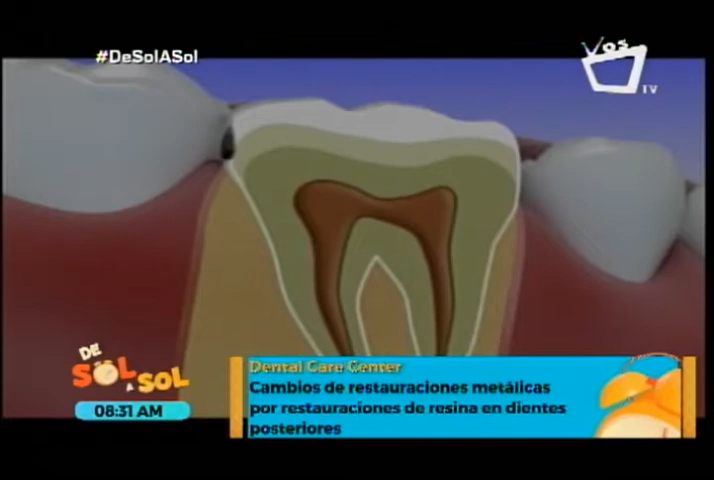 #DeSolASol
Vos
TV
DE
SOL
A SOL
08:31 AM
Dental Care Center
Cambios de restauraciones metálicas
por restauraciones de resina en dientes
posteriores